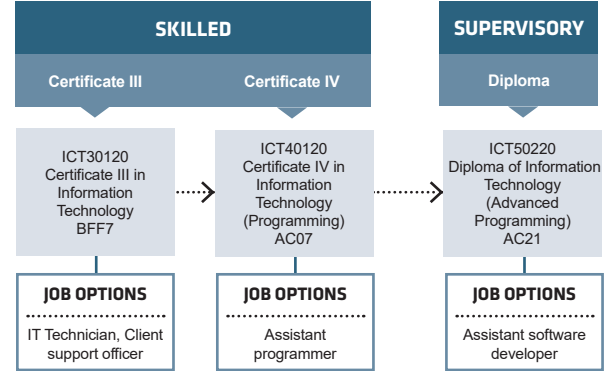 SKILLED
SUPERVISORY
Certificate III
Certificate IV
Diploma
ICT30120
Certificate III in
Information
Technology
BFF7
ICT40120
Certificate IV in
Information
Technology
(Programming)
AC07
ICT50220
Diploma of Information
Technology
(Advanced
Programming)
AC21
JOB OPTIONS
IT Technician, Client
support officer
JOB OPTIONS
Assistant
programmer
JOB OPTIONS
Assistant software
developer